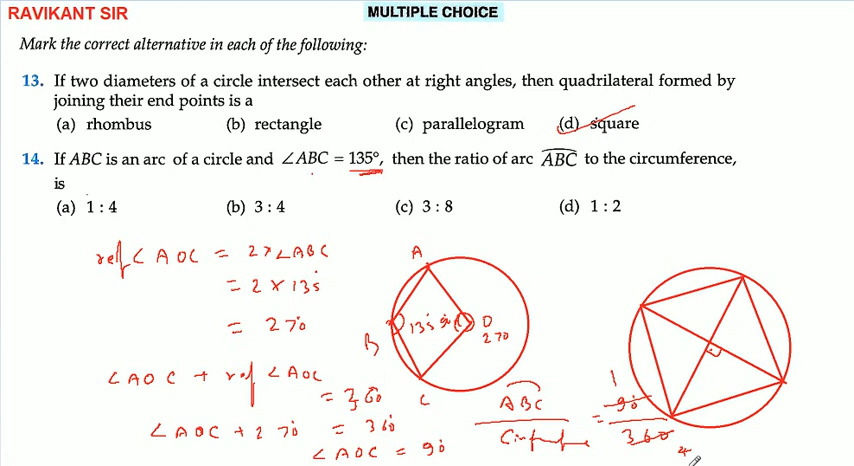 RAVIKANT SIR
MULTIPLE CHOICE
Mark the correct alternative in each of the following:
13. If two diameters of a circle intersect each other at right angles, then quadrilateral formed by
joining their end points is a
(a) rhombus (b) rectangle (c) parallelogram (d) square
14. If ABC is an arc of a circle and ∠ABC = 135°, then the ratio of arc ABC to the circumference,
is
(a) 1 : 4 (b) 3 : 4 (c) 3 : 8 (d) 1 : 2
ref ∠ AOC = 2 × ∠ABC
= 2 × 135°
= 270°
∠AOC + ref ∠AOC
= 360°
∠AOC + 270° = 360°
∠AOC = 90°
A
B
135° 90° O
270
C
ABC = 90° 1
360° 4